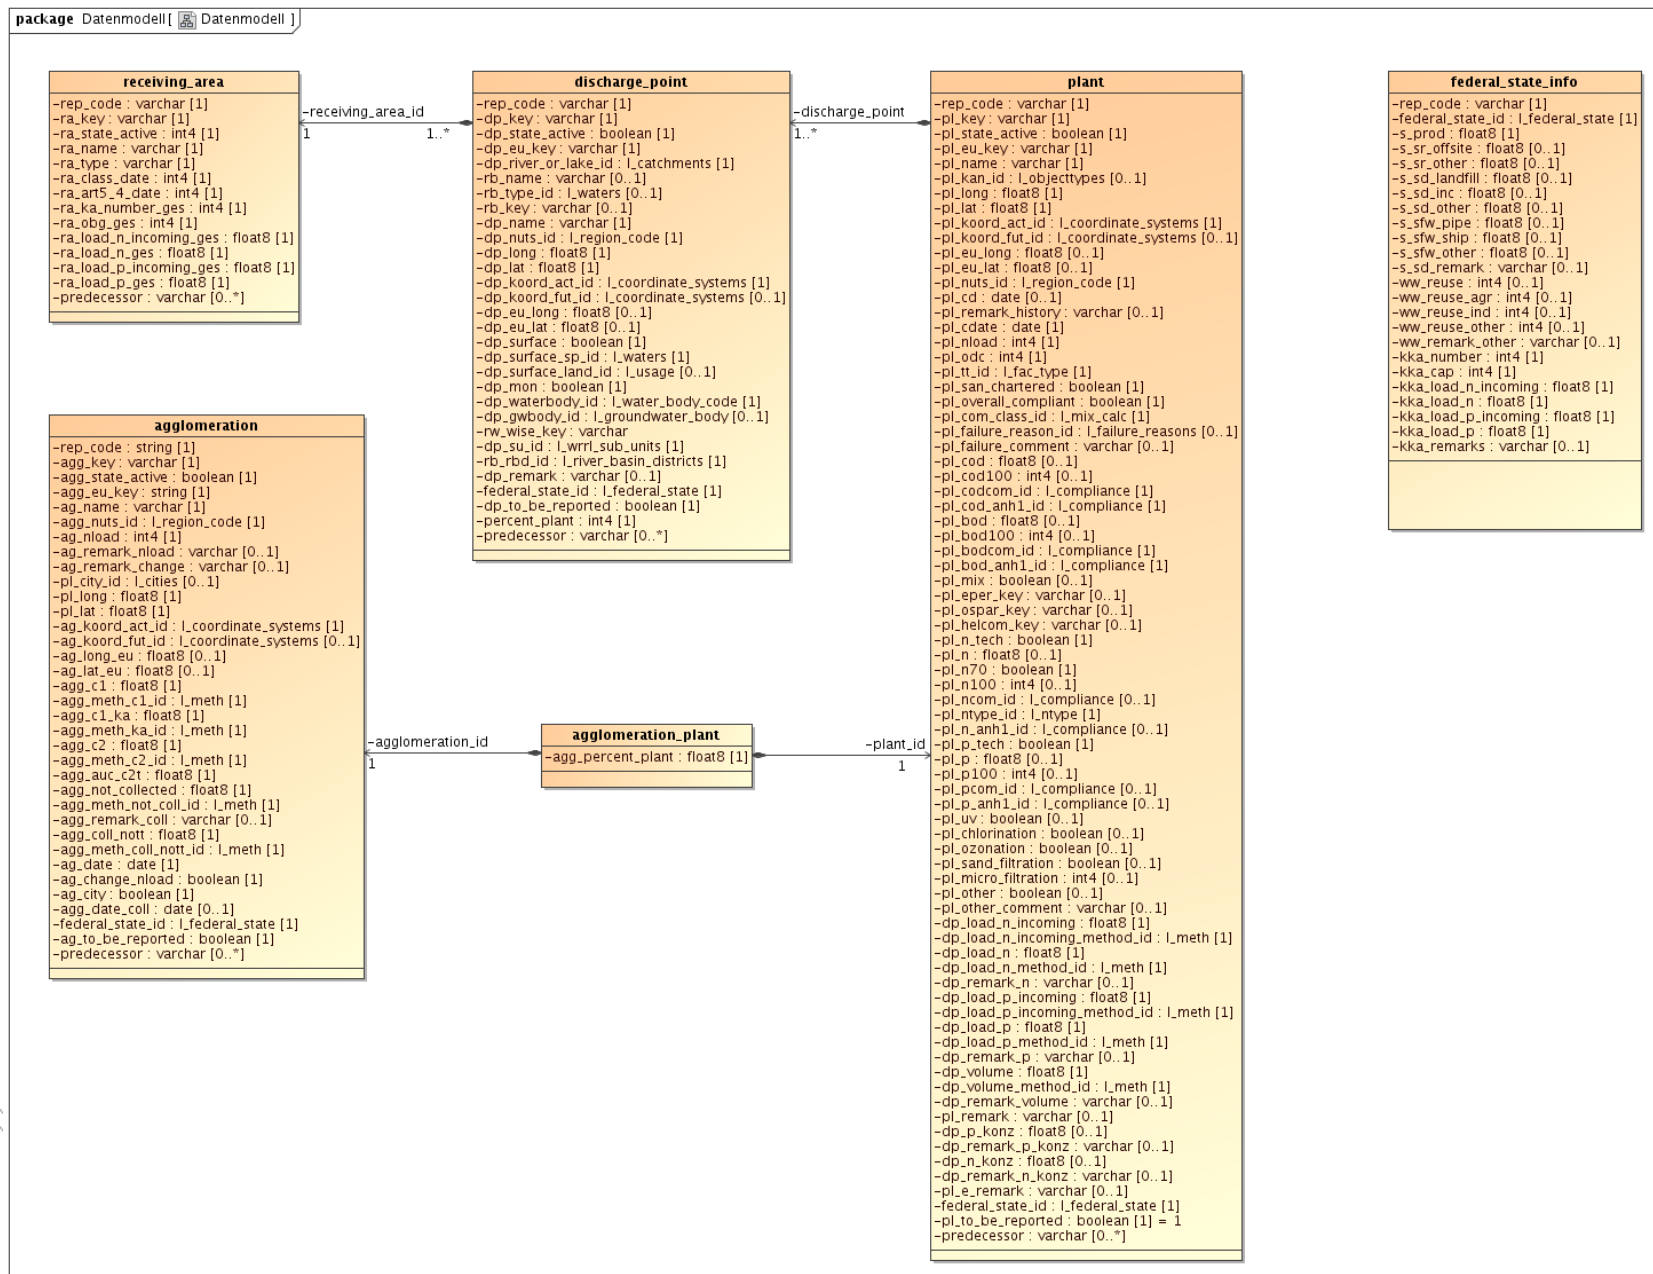 package Datenmodell[ Datenmodell ]
receiving_area
-rep_code : varchar [1]
-ra_key : varchar [1]
-ra_state_active : int4 [1]
-ra_name : varchar [1]
-ra_type : varchar [1]
-ra_class_date : int4 [1]
-ra_art5_4_date : int4 [1]
-ra_ka_number_ges : int4 [1]
-ra_obg_ges : int4 [1]
-ra_load_n_incoming_ges : float8 [1]
-ra_load_n_ges : float8 [1]
-ra_load_p_incoming_ges : float8 [1]
-ra_load_p_ges : float8 [1]
-predecessor : varchar [0..*]
-receiving_area_id
1
1..*
discharge_point
-rep_code : varchar [1]
-dp_key : varchar [1]
-dp_state_active : boolean [1]
-dp_eu_key : varchar [1]
-dp_river_or_lake_id : l_catchments [1]
-rb_name : varchar [0..1]
-rb_type_id : l_waters [0..1]
-rb_key : varchar [0..1]
-dp_name : varchar [1]
-dp_nuts_id : l_region_code [1]
-dp_long : float8 [1]
-dp_lat : float8 [1]
-dp_koord_act_id : l_coordinate_systems [1]
-dp_koord_fut_id : l_coordinate_systems [0..1]
-dp_eu_long : float8 [0..1]
-dp_eu_lat : float8 [0..1]
-dp_surface : boolean [1]
-dp_surface_sp_id : l_waters [1]
-dp_surface_land_id : l_usage [0..1]
-dp_mon : boolean [1]
-dp_waterbody_id : l_water_body_code [1]
-dp_gwbody_id : l_groundwater_body [0..1]
-rw_wise_key : varchar
-dp_su_id : l_wrrl_sub_units [1]
-rb_rbd_id : l_river_basin_districts [1]
-dp_remark : varchar [0..1]
-federal_state_id : l_federal_state [1]
-dp_to_be_reported : boolean [1]
-percent_plant : int4 [1]
-predecessor : varchar [0..*]
-discharge_point
1..*
plant
-rep_code : varchar [1]
-pl_key : varchar [1]
-pl_state_active : boolean [1]
-pl_eu_key : varchar [1]
-pl_name : varchar [1]
-pl_kan_id : l_objecttypes [0..1]
-pl_long : float8 [1]
-pl_lat : float8 [1]
-pl_koord_act_id : l_coordinate_systems [1]
-pl_koord_fut_id : l_coordinate_systems [0..1]
-pl_eu_long : float8 [0..1]
-pl_eu_lat : float8 [0..1]
-pl_nuts_id : l_region_code [1]
-pl_cd : date [0..1]
-pl_remark_history : varchar [0..1]
-pl_cdate : date [1]
-pl_nload : int4 [1]
-pl_odc : int4 [1]
-pl_tt_id : l_fac_type [1]
-pl_san_chartered : boolean [1]
-pl_overall_compliant : boolean [1]
-pl_com_class_id : l_mix_calc [1]
-pl_failure_reason_id : l_failure_reasons [0..1]
-pl_failure_comment : varchar [0..1]
-pl_cod : float8 [0..1]
-pl_cod100 : int4 [0..1]
-pl_codcom_id : l_compliance [1]
-pl_cod_anh1_id : l_compliance [1]
-pl_bod : float8 [0..1]
-pl_bod100 : int4 [0..1]
-pl_bodcom_id : l_compliance [1]
-pl_bod_anh1_id : l_compliance [1]
-pl_mix : boolean [0..1]
-pl_eper_key : varchar [0..1]
-pl_ospar_key : varchar [0..1]
-pl_helcom_key : varchar [0..1]
-pl_n_tech : boolean [1]
-pl_n : float8 [0..1]
-pl_n70 : boolean [1]
-pl_n100 : int4 [0..1]
-pl_ncom_id : l_compliance [0..1]
-pl_ntype_id : l_ntype [1]
-pl_n_anh1_id : l_compliance [0..1]
-pl_p_tech : boolean [1]
-pl_p : float8 [0..1]
-pl_p100 : int4 [0..1]
-pl_pcom_id : l_compliance [0..1]
-pl_p_anh1_id : l_compliance [0..1]
-pl_uv : boolean [0..1]
-pl_chlorination : boolean [0..1]
-pl_ozonation : boolean [0..1]
-pl_sand_filtration : boolean [0..1]
-pl_micro_filtration : int4 [0..1]
-pl_other : boolean [0..1]
-pl_other_comment : varchar [0..1]
-dp_load_n_incoming : float8 [1]
-dp_load_n_incoming_method_id : l_meth [1]
-dp_load_n : float8 [1]
-dp_load_n_method_id : l_meth [1]
-dp_remark_n : varchar [0..1]
-dp_load_p_incoming : float8 [1]
-dp_load_p_incoming_method_id : l_meth [1]
-dp_load_p : float8 [1]
-dp_load_p_method_id : l_meth [1]
-dp_remark_p : varchar [0..1]
-dp_volume : float8 [1]
-dp_volume_method_id : l_meth [1]
-dp_remark_volume : varchar [0..1]
-pl_remark : varchar [0..1]
-dp_p_konz : float8 [0..1]
-dp_remark_p_konz : varchar [0..1]
-dp_n_konz : float8 [0..1]
-dp_remark_n_konz : varchar [0..1]
-pl_e_remark : varchar [0..1]
-federal_state_id : l_federal_state [1]
-pl_to_be_reported : boolean [1] = 1
-predecessor : varchar [0..*]
federal_state_info
-rep_code : varchar [1]
-federal_state_id : l_federal_state [1]
-s_prod : float8 [1]
-s_sr_offsite : float8 [0..1]
-s_sr_other : float8 [0..1]
-s_sd_landfill : float8 [0..1]
-s_sd_inc : float8 [0..1]
-s_sd_other : float8 [0..1]
-s_sfw_pipe : float8 [0..1]
-s_sfw_ship : float8 [0..1]
-s_sfw_other : float8 [0..1]
-s_sd_remark : varchar [0..1]
-ww_reuse : int4 [0..1]
-ww_reuse_agr : int4 [0..1]
-ww_reuse_ind : int4 [0..1]
-ww_reuse_other : int4 [0..1]
-ww_remark_other : varchar [0..1]
-kka_number : int4 [1]
-kka_cap : int4 [1]
-kka_load_n_incoming : float8 [1]
-kka_load_n : float8 [1]
-kka_load_p_incoming : float8 [1]
-kka_load_p : float8 [1]
-kka_remarks : varchar [0..1]
agglomeration
-rep_code : string [1]
-agg_key : varchar [1]
-agg_state_active : boolean [1]
-agg_eu_key : string [1]
-ag_name : varchar [1]
-agg_nuts_id : l_region_code [1]
-ag_nload : int4 [1]
-ag_remark_nload : varchar [0..1]
-ag_remark_change : varchar [0..1]
-pl_city_id : l_cities [0..1]
-pl_long : float8 [1]
-pl_lat : float8 [1]
-ag_koord_act_id : l_coordinate_systems [1]
-ag_koord_fut_id : l_coordinate_systems [0..1]
-ag_long_eu : float8 [0..1]
-ag_lat_eu : float8 [0..1]
-agg_c1 : float8 [1]
-agg_meth_c1_id : l_meth [1]
-agg_c1_ka : float8 [1]
-agg_meth_ka_id : l_meth [1]
-agg_c2 : float8 [1]
-agg_meth_c2_id : l_meth [1]
-agg_auc_c2t : float8 [1]
-agg_not_collected : float8 [1]
-agg_meth_not_coll_id : l_meth [1]
-agg_remark_coll : varchar [0..1]
-agg_coll_nott : float8 [1]
-agg_meth_coll_nott_id : l_meth [1]
-ag_date : date [1]
-ag_change_nload : boolean [1]
-ag_city : boolean [1]
-agg_date_coll : date [0..1]
-federal_state_id : l_federal_state [1]
-ag_to_be_reported : boolean [1]
-predecessor : varchar [0..*]
-agglomeration_id
1
agglomeration_plant
-agg_percent_plant : float8 [1]
-plant_id
1